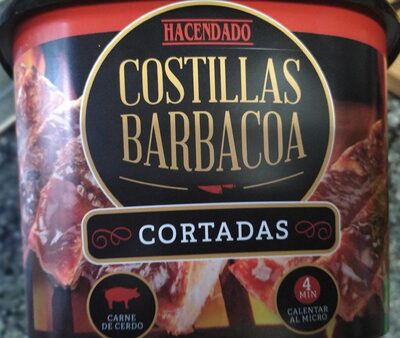 HACENDADO
COSTILLAS
BARBACOA
CORTADAS
CARNE
DE CERDO
4
MIN
CALENTAR
AL MICRO